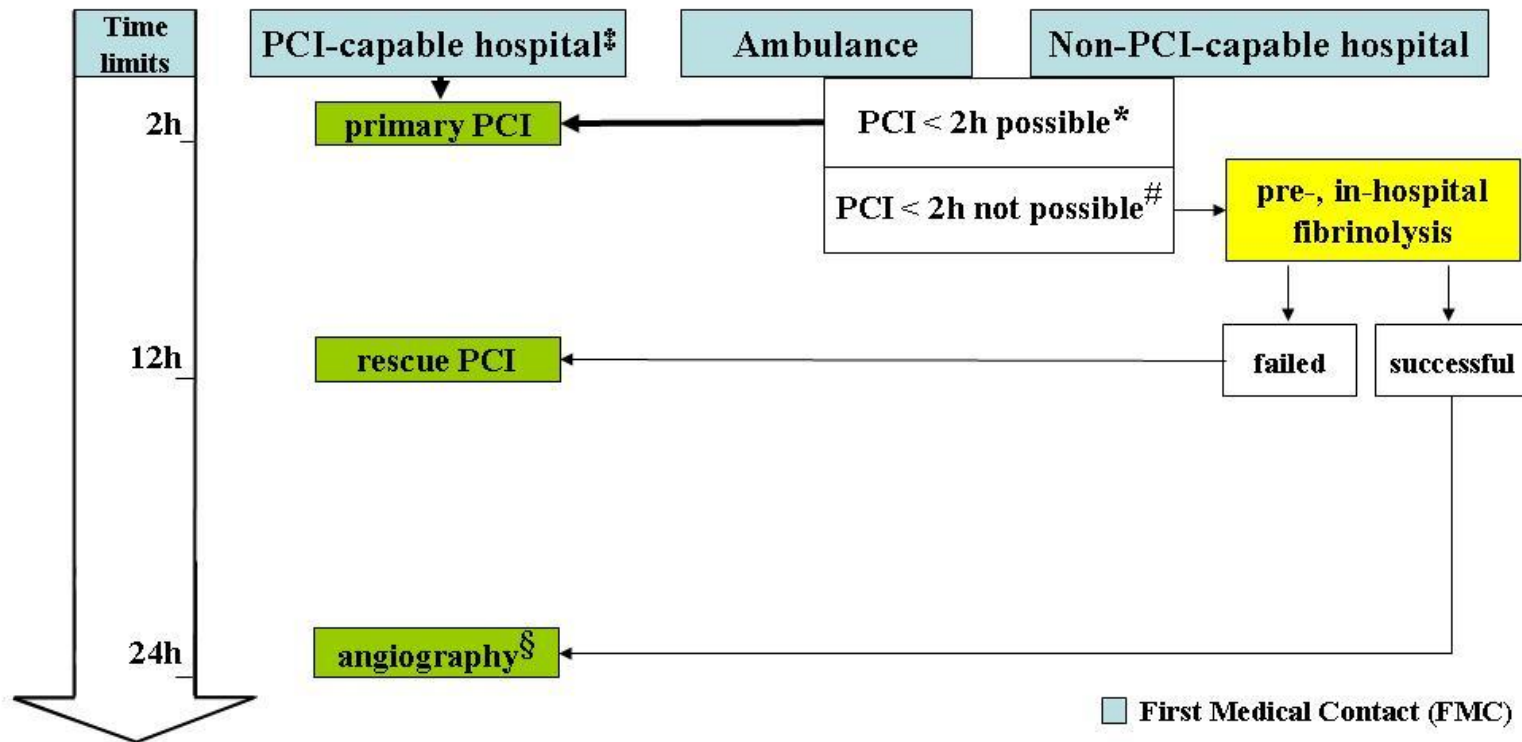 Time
limits
PCI-capable hospital‡
Ambulance
Non-PCI-capable hospital
2h
primary PCI
PCI < 2h possible*
PCI < 2h not possible#
pre-, in-hospital
fibrinolysis
12h
rescue PCI
failed
successful
24h
angiography§
First Medical Contact (FMC)